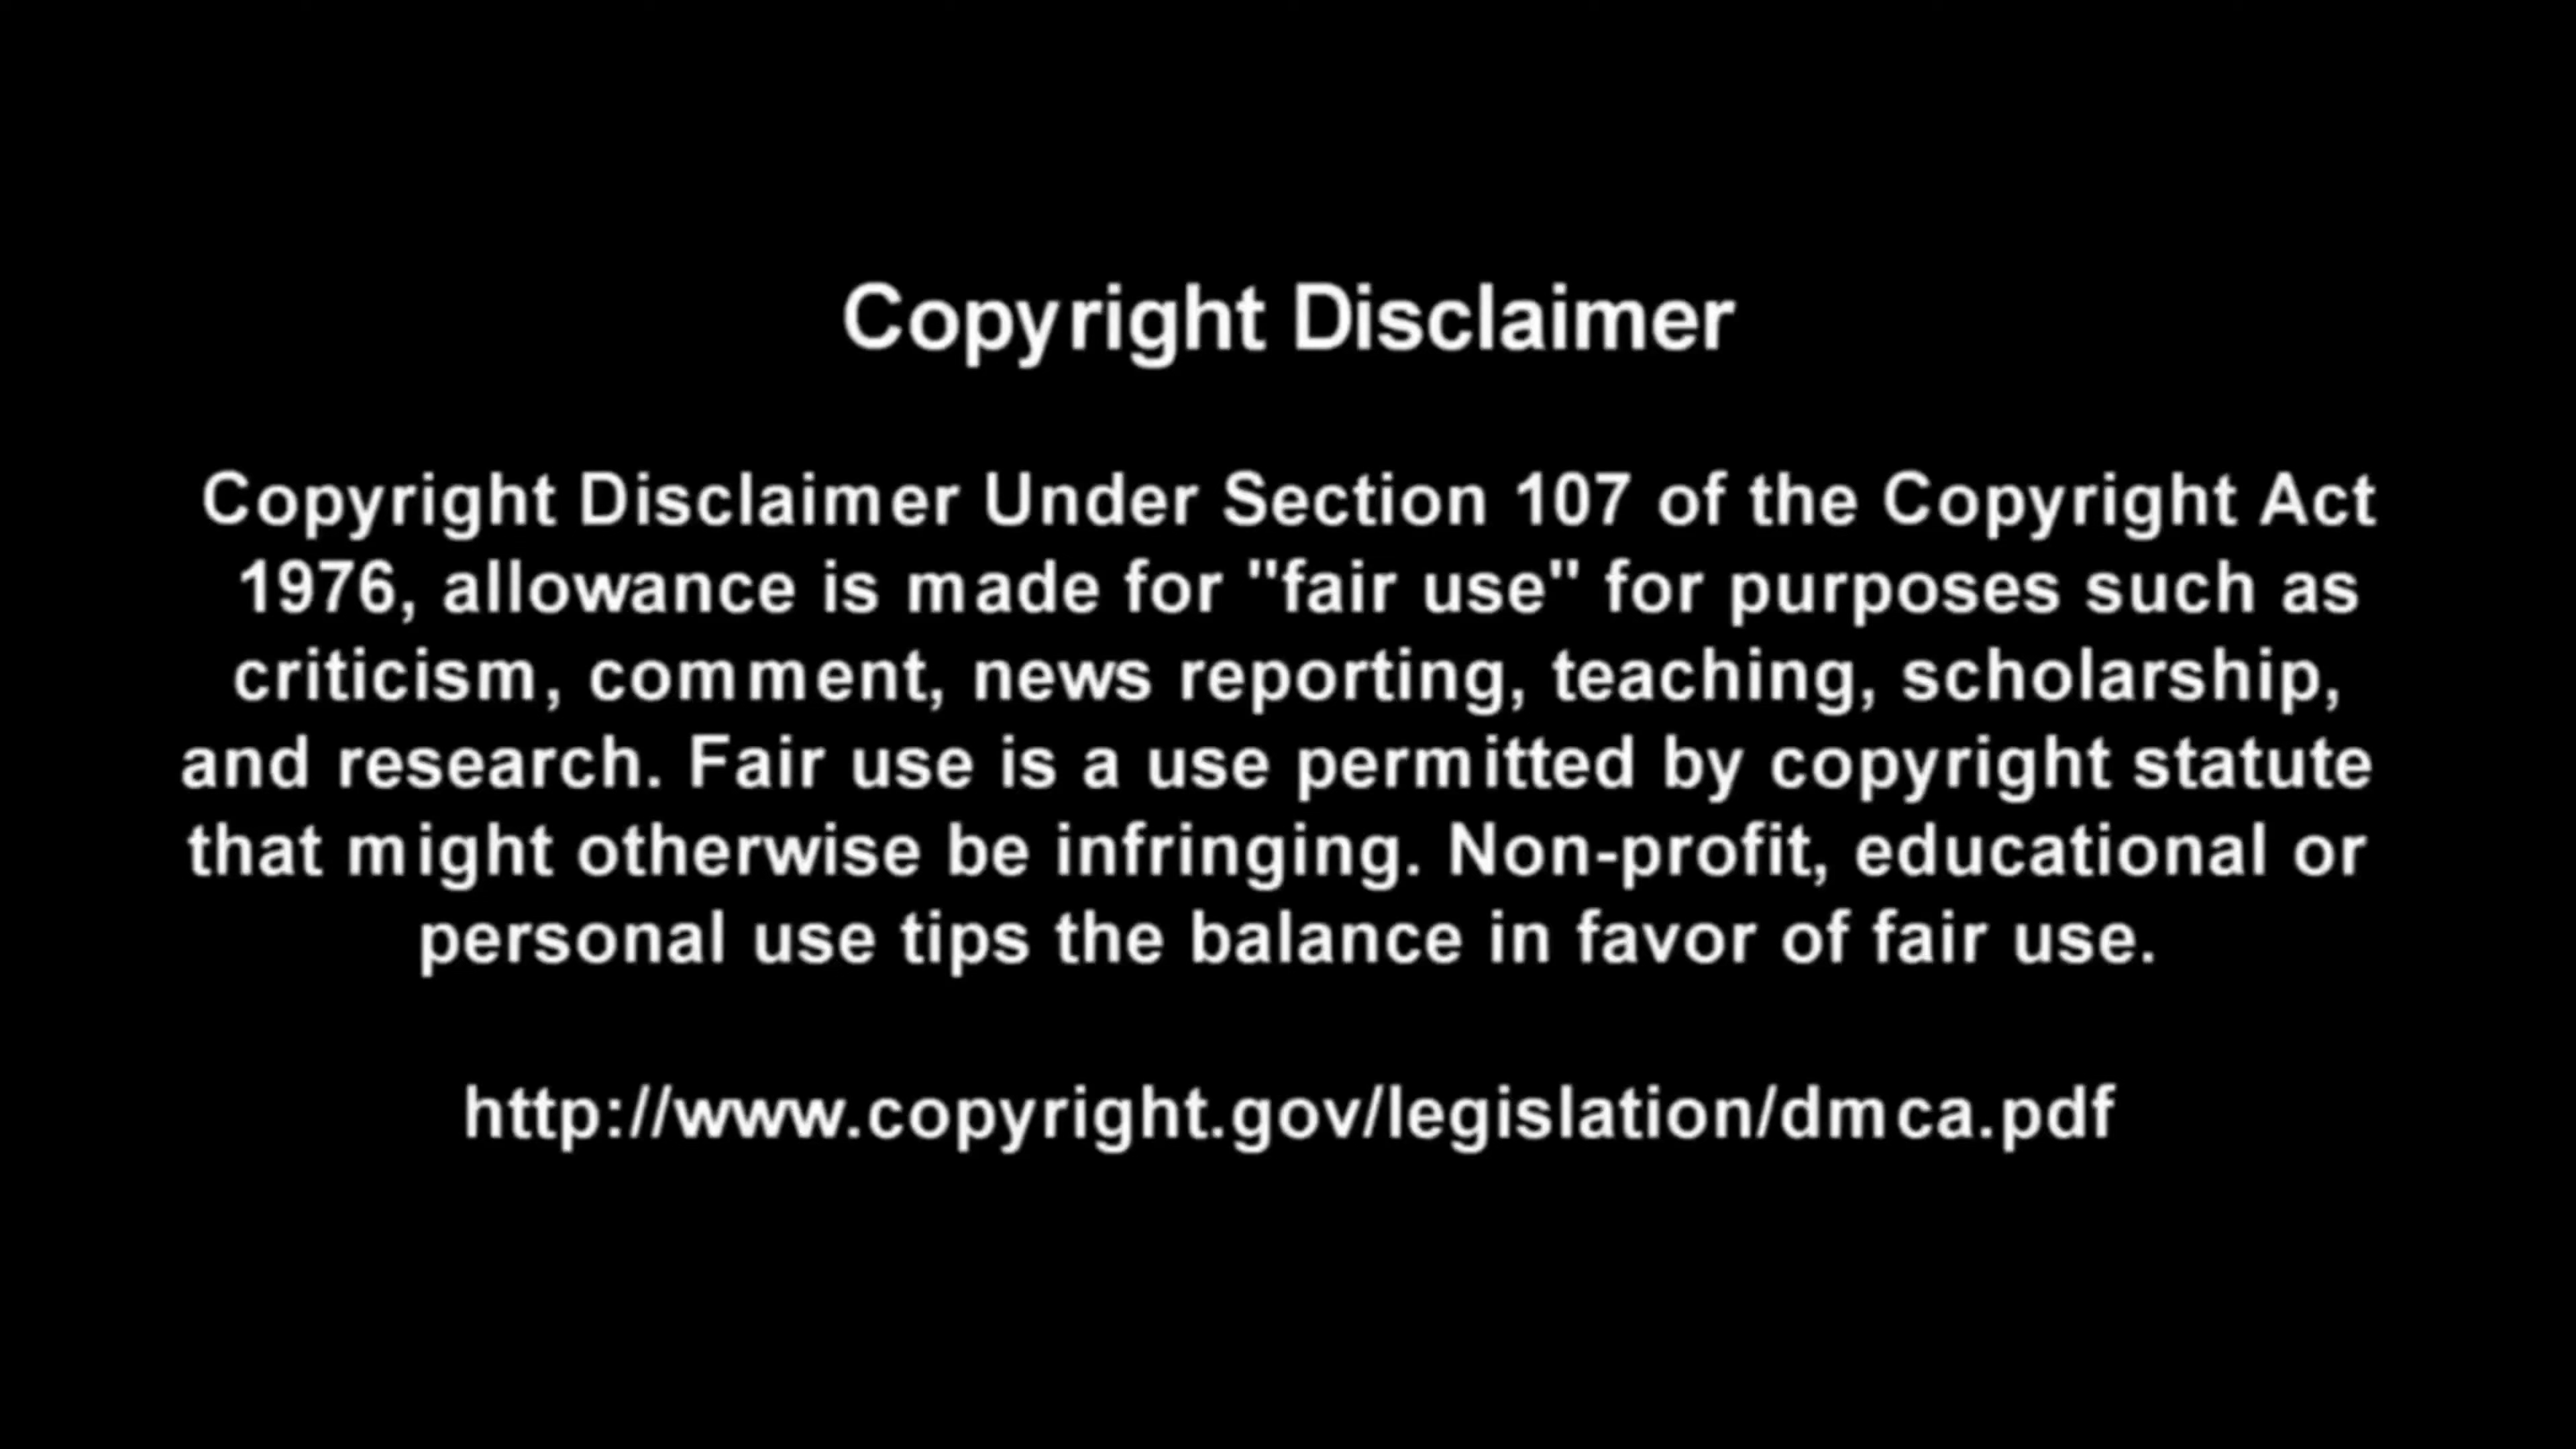 Copyright Disclaimer
Copyright Disclaimer Under Section 107 of the Copyright Act
1976, allowance is made for "fair use" for purposes such as
criticism, comment, news reporting, teaching, scholarship,
and research. Fair use is a use permitted by copyright statute
that might otherwise be infringing. Non-profit, educational or
personal use tips the balance in favor of fair use.
http://www.copyright.gov/legislation/dmca.pdf